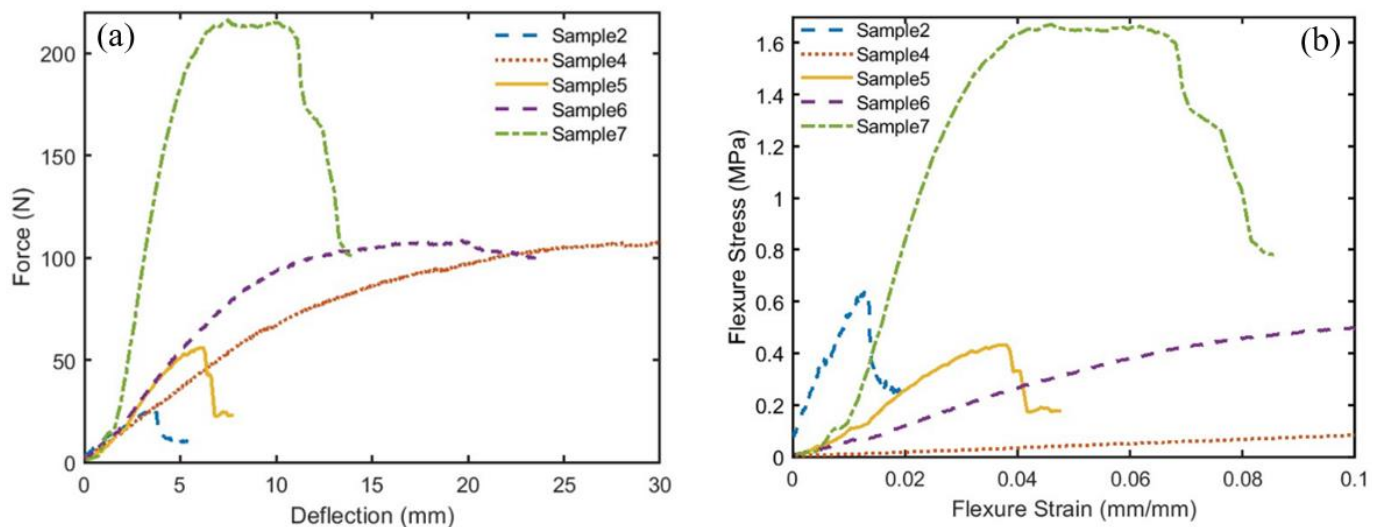 (a)
Sample2
Sample4
Sample5
Sample6
Sample7
200
150
100
50
0
Force (N)
0 5 10 15 20 25 30
Deflection (mm)
(b)
Sample2
Sample4
Sample5
Sample6
Sample7
1.6
1.4
1.2
1
0.8
0.6
0.4
0.2
0
Flexure Stress (MPa)
0 0.02 0.04 0.06 0.08 0.1
Flexure Strain (mm/mm)